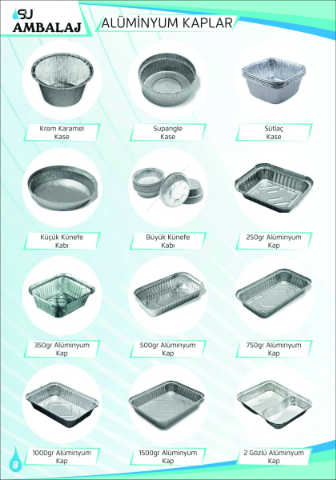 SU
AMBALAJ
ALÜMİNYUM KAPLAR
Krem Karamel
Kase
Supangle
Kase
Sütlaç
Kase
Küçük Künefe
Kabı
Büyük Künefe
Kabı
250gr Alüminyum
Kap
350gr Alüminyum
Kap
500gr Alüminyum
Kap
750gr Alüminyum
Kap
1000gr Alüminyum
Kap
1500gr Alüminyum
Kap
2 Gözlü Alüminyum
Kap
8